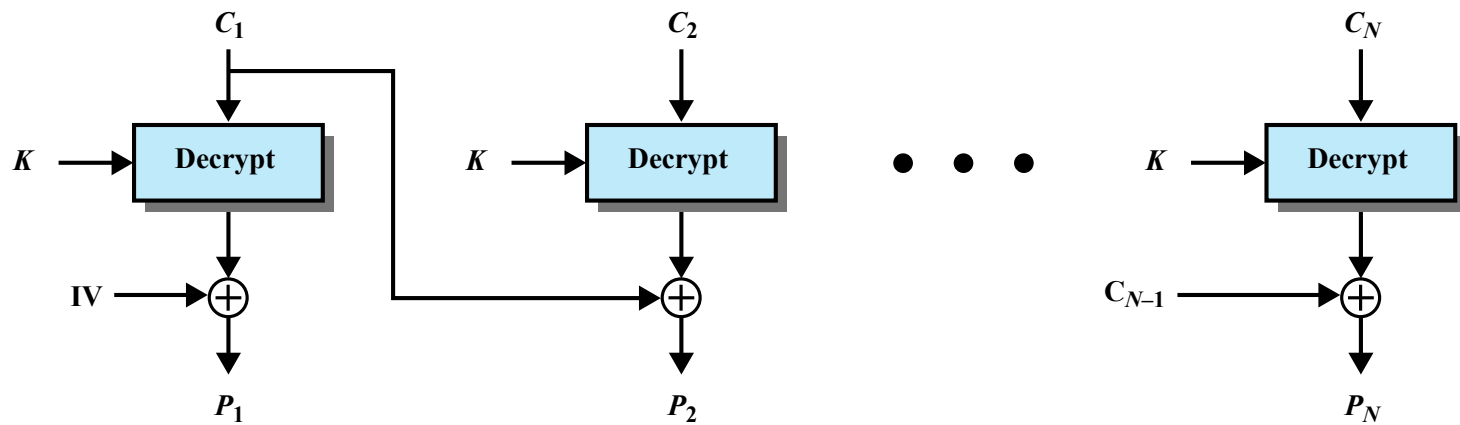 C1 C2 CN
K Decrypt K Decrypt K Decrypt
IV CN–1
P1 P2 PN